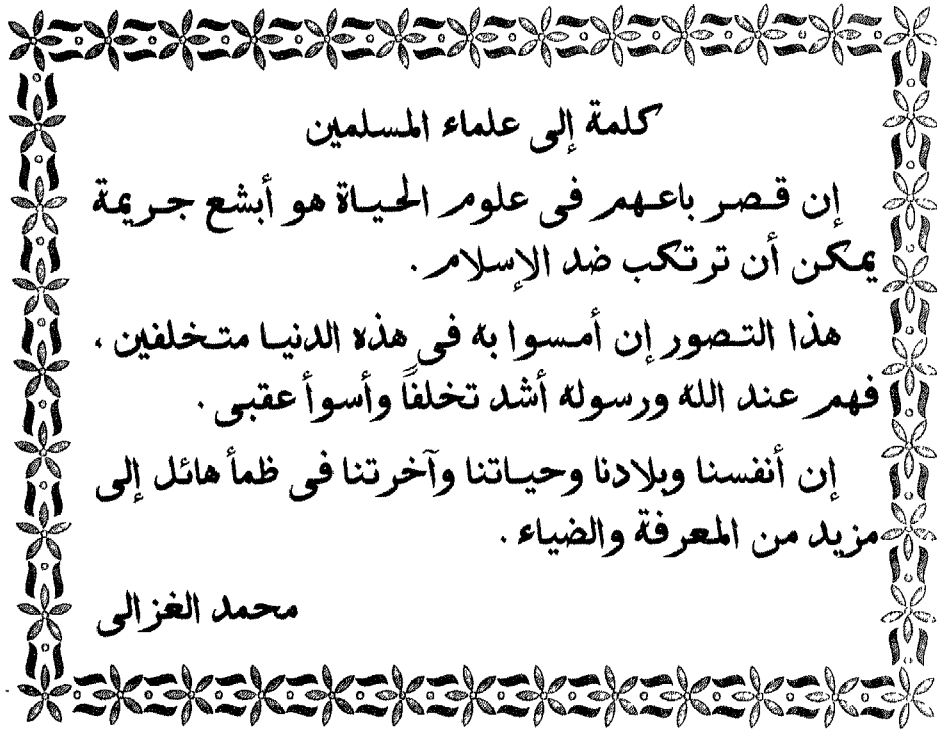 كلمة إلى علماء المسلمين
إن قصر باعهم فى علوم الحياة هو أبشع جريمة
يمكن أن ترتكب ضد الإسلام .
هذا التصور إن أمسوا به فى هذه الدنيا متخلفين ،
فهم عند الله ورسوله أشد تخلفاً وأسوأ عقبى .
إن أنفسنا وبلادنا وحياتنا وآخرتنا فى ظمأ هائل إلى
مزيد من المعرفة والضياء .
محمد الغزالى